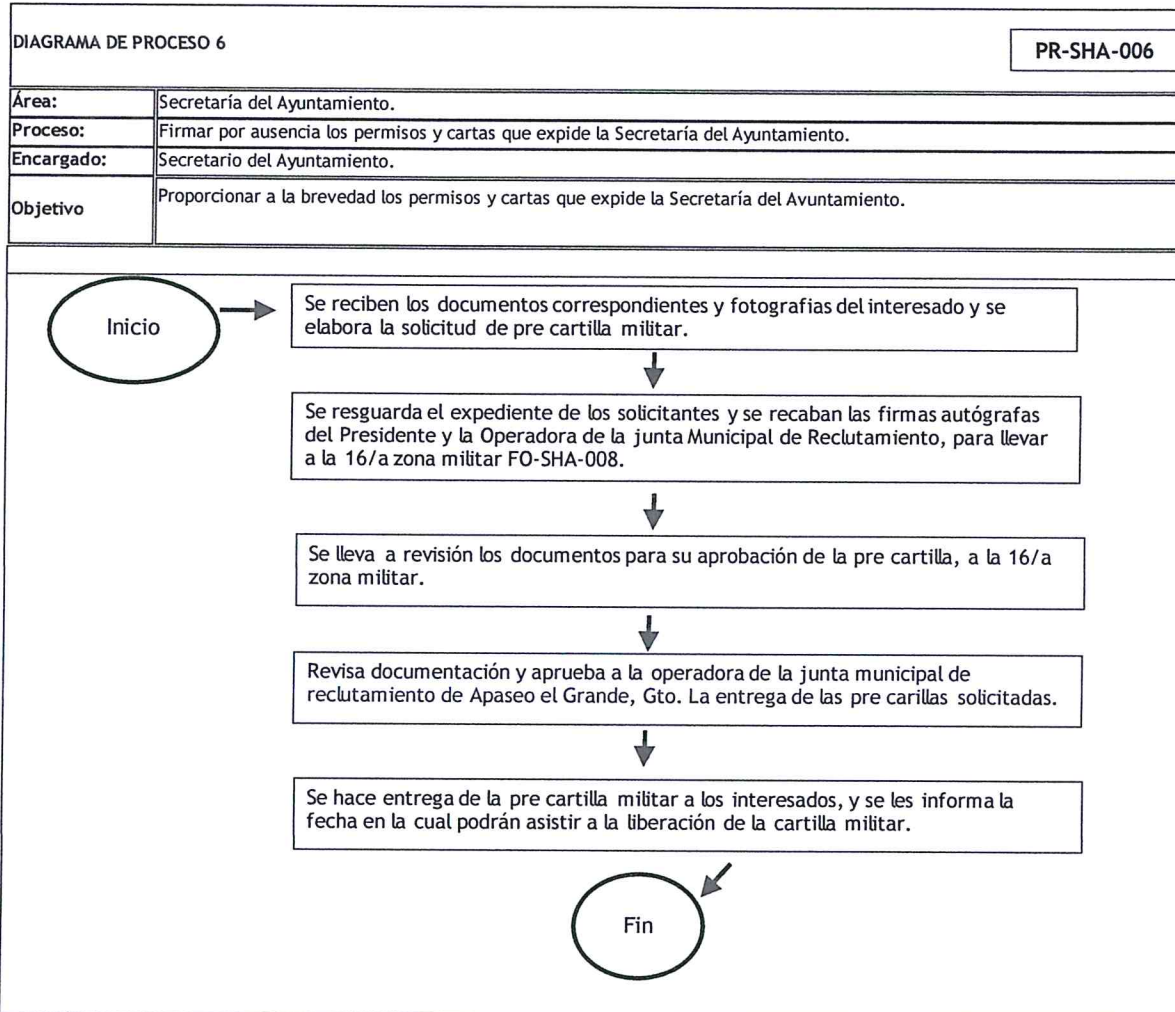 DIAGRAMA DE PROCESO 6
PR-SHA-006
Área: Secretaría del Ayuntamiento.
Proceso: Firmar por ausencia los permisos y cartas que expide la Secretaría del Ayuntamiento.
Encargado: Secretario del Ayuntamiento.
Objetivo Proporcionar a la brevedad los permisos y cartas que expide la Secretaría del Avuntamiento.
Inicio
Se reciben los documentos correspondientes y fotografias del interesado y se
elabora la solicitud de pre cartilla militar.
Se resguarda el expediente de los solicitantes y se recaban las firmas autógrafas
del Presidente y la Operadora de la junta Municipal de Reclutamiento, para llevar
a la 16/a zona militar FO-SHA-008.
Se lleva a revisión los documentos para su aprobación de la pre cartilla, a la 16/a
zona militar.
Revisa documentación y aprueba a la operadora de la junta municipal de
reclutamiento de Apaseo el Grande, Gto. La entrega de las pre carillas solicitadas.
Se hace entrega de la pre cartilla militar a los interesados, y se les informa la
fecha en la cual podrán asistir a la liberación de la cartilla militar.
Fin